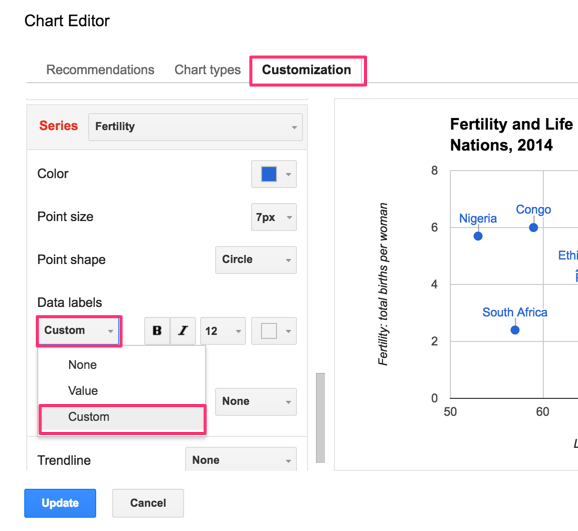 Chart Editor
Recommendations Chart types Customization
Series Fertility
Color
Point size 7px
Point shape Circle
Data labels
Custom B I 12
None
Value
Custom
None
Trendline None
Update Cancel
Fertility and Life
Nations, 2014
Fertility: total births per woman
8
6
4
2
0
50 60
Nigeria
Congo
Ethi
South Africa
L